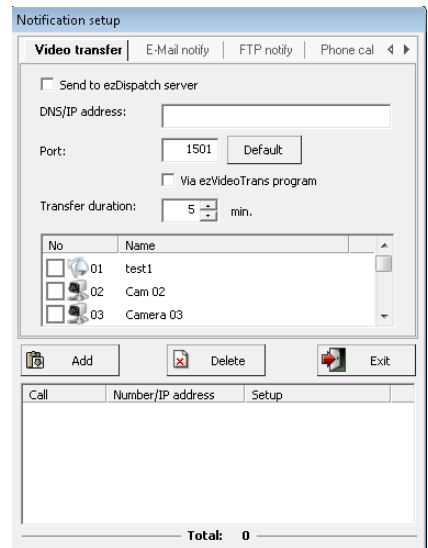 Notification setup
Video transfer E-Mail notify FTP notify Phone cal
Send to ezDispatch server
DNS/IP address:
Port: 1501 Default
Via ezVideoTrans program
Transfer duration: 5 min.
No Name
01 test1
02 Cam 02
03 Camera 03
Add Delete Exit
Call Number/IP address Setup
Total: 0